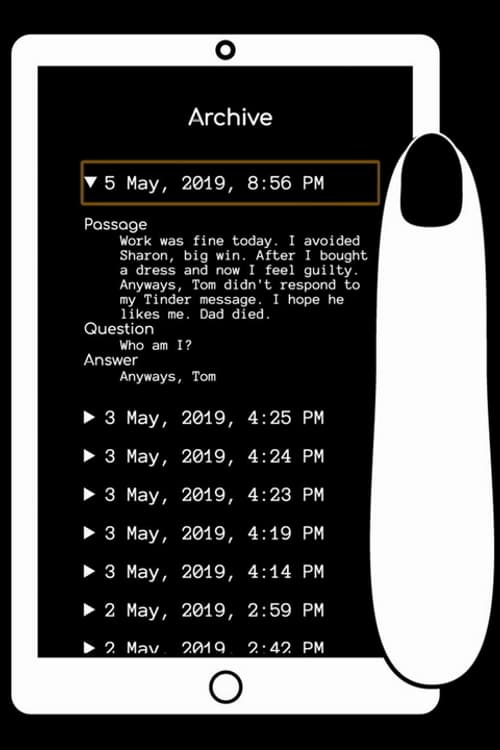 Archive
▼ 5 May, 2019, 8:56 PM
Passage
Work was fine today. I avoided
Sharon, big win. After I bought
a dress and now I feel guilty.
Anyways, Tom didn't respond to
my Tinder message. I hope he
likes me. Dad died.
Question
Who am I?
Answer
Anyways, Tom
▶ 3 May, 2019, 4:25 PM
▶ 3 May, 2019, 4:24 PM
▶ 3 May, 2019, 4:23 PM
▶ 3 May, 2019, 4:19 PM
▶ 3 May, 2019, 4:14 PM
▶ 2 May, 2019, 2:59 PM
▶ 2 May, 2019, 2:42 PM